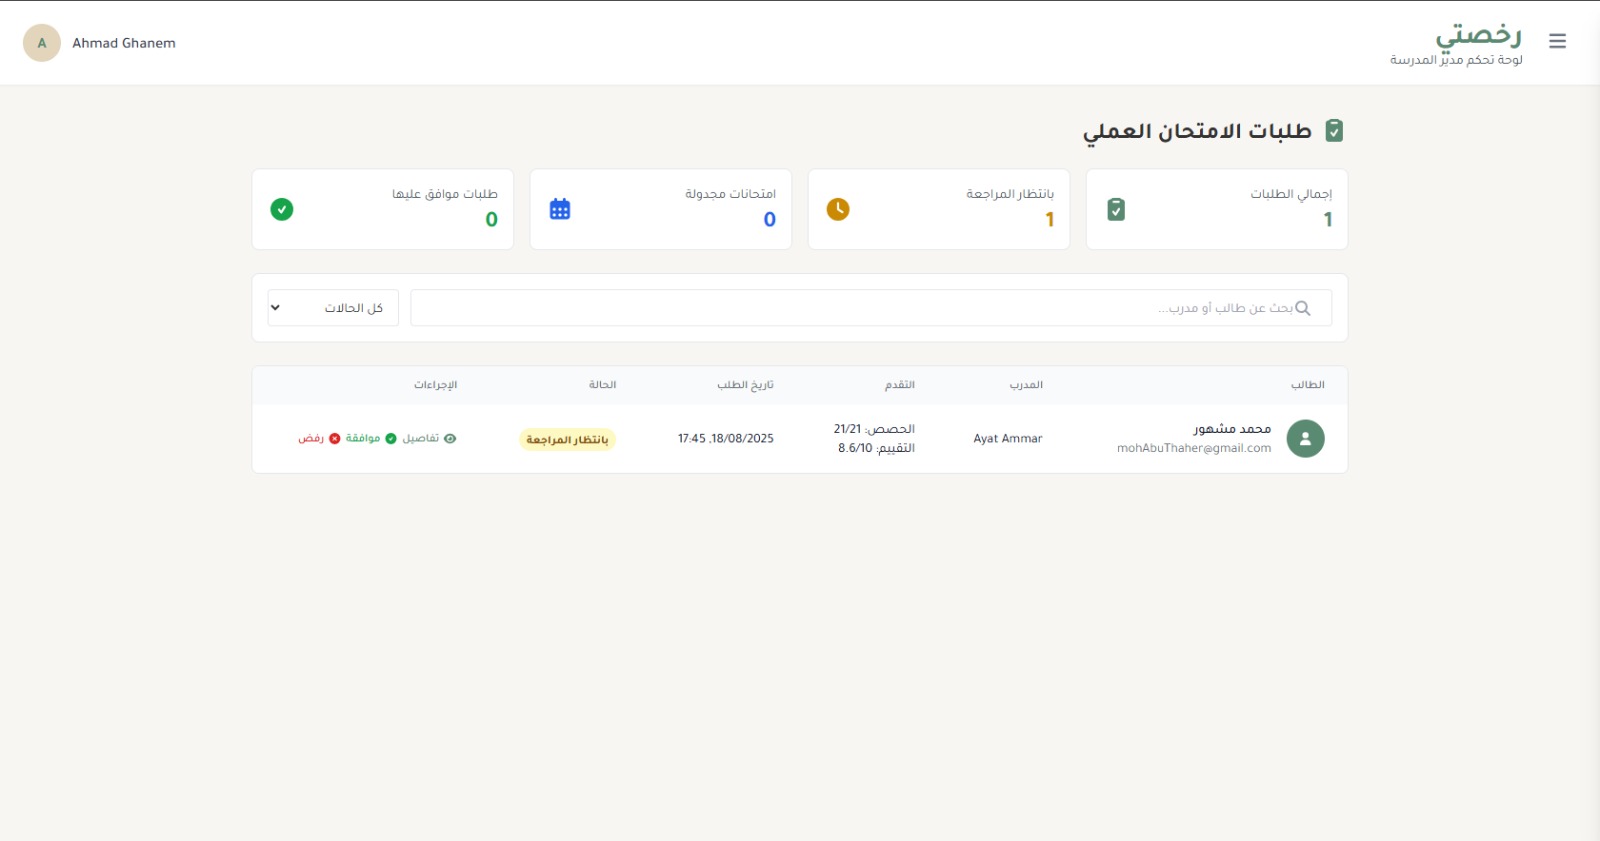 رخصتي
لوحة تحكم مدير المدرسة
Ahmad Ghanem
A
طلبات الامتحان العملي
إجمالي الطلبات
1
بانتظار المراجعة
1
امتحانات مجدولة
0
طلبات موافق عليها
0
بحث عن طالب أو مدرب...
كل الحالات
الطالب المدرب التقدم تاريخ الطلب الحالة الإجراءات
محمد مشهور
mohAbuThaher@gmail.com
Ayat Ammar
الحصص: 21/21
التقييم: 8.6/10
18/08/2025, 17:45
بانتظار المراجعة
تفاصيل موافقة رفض